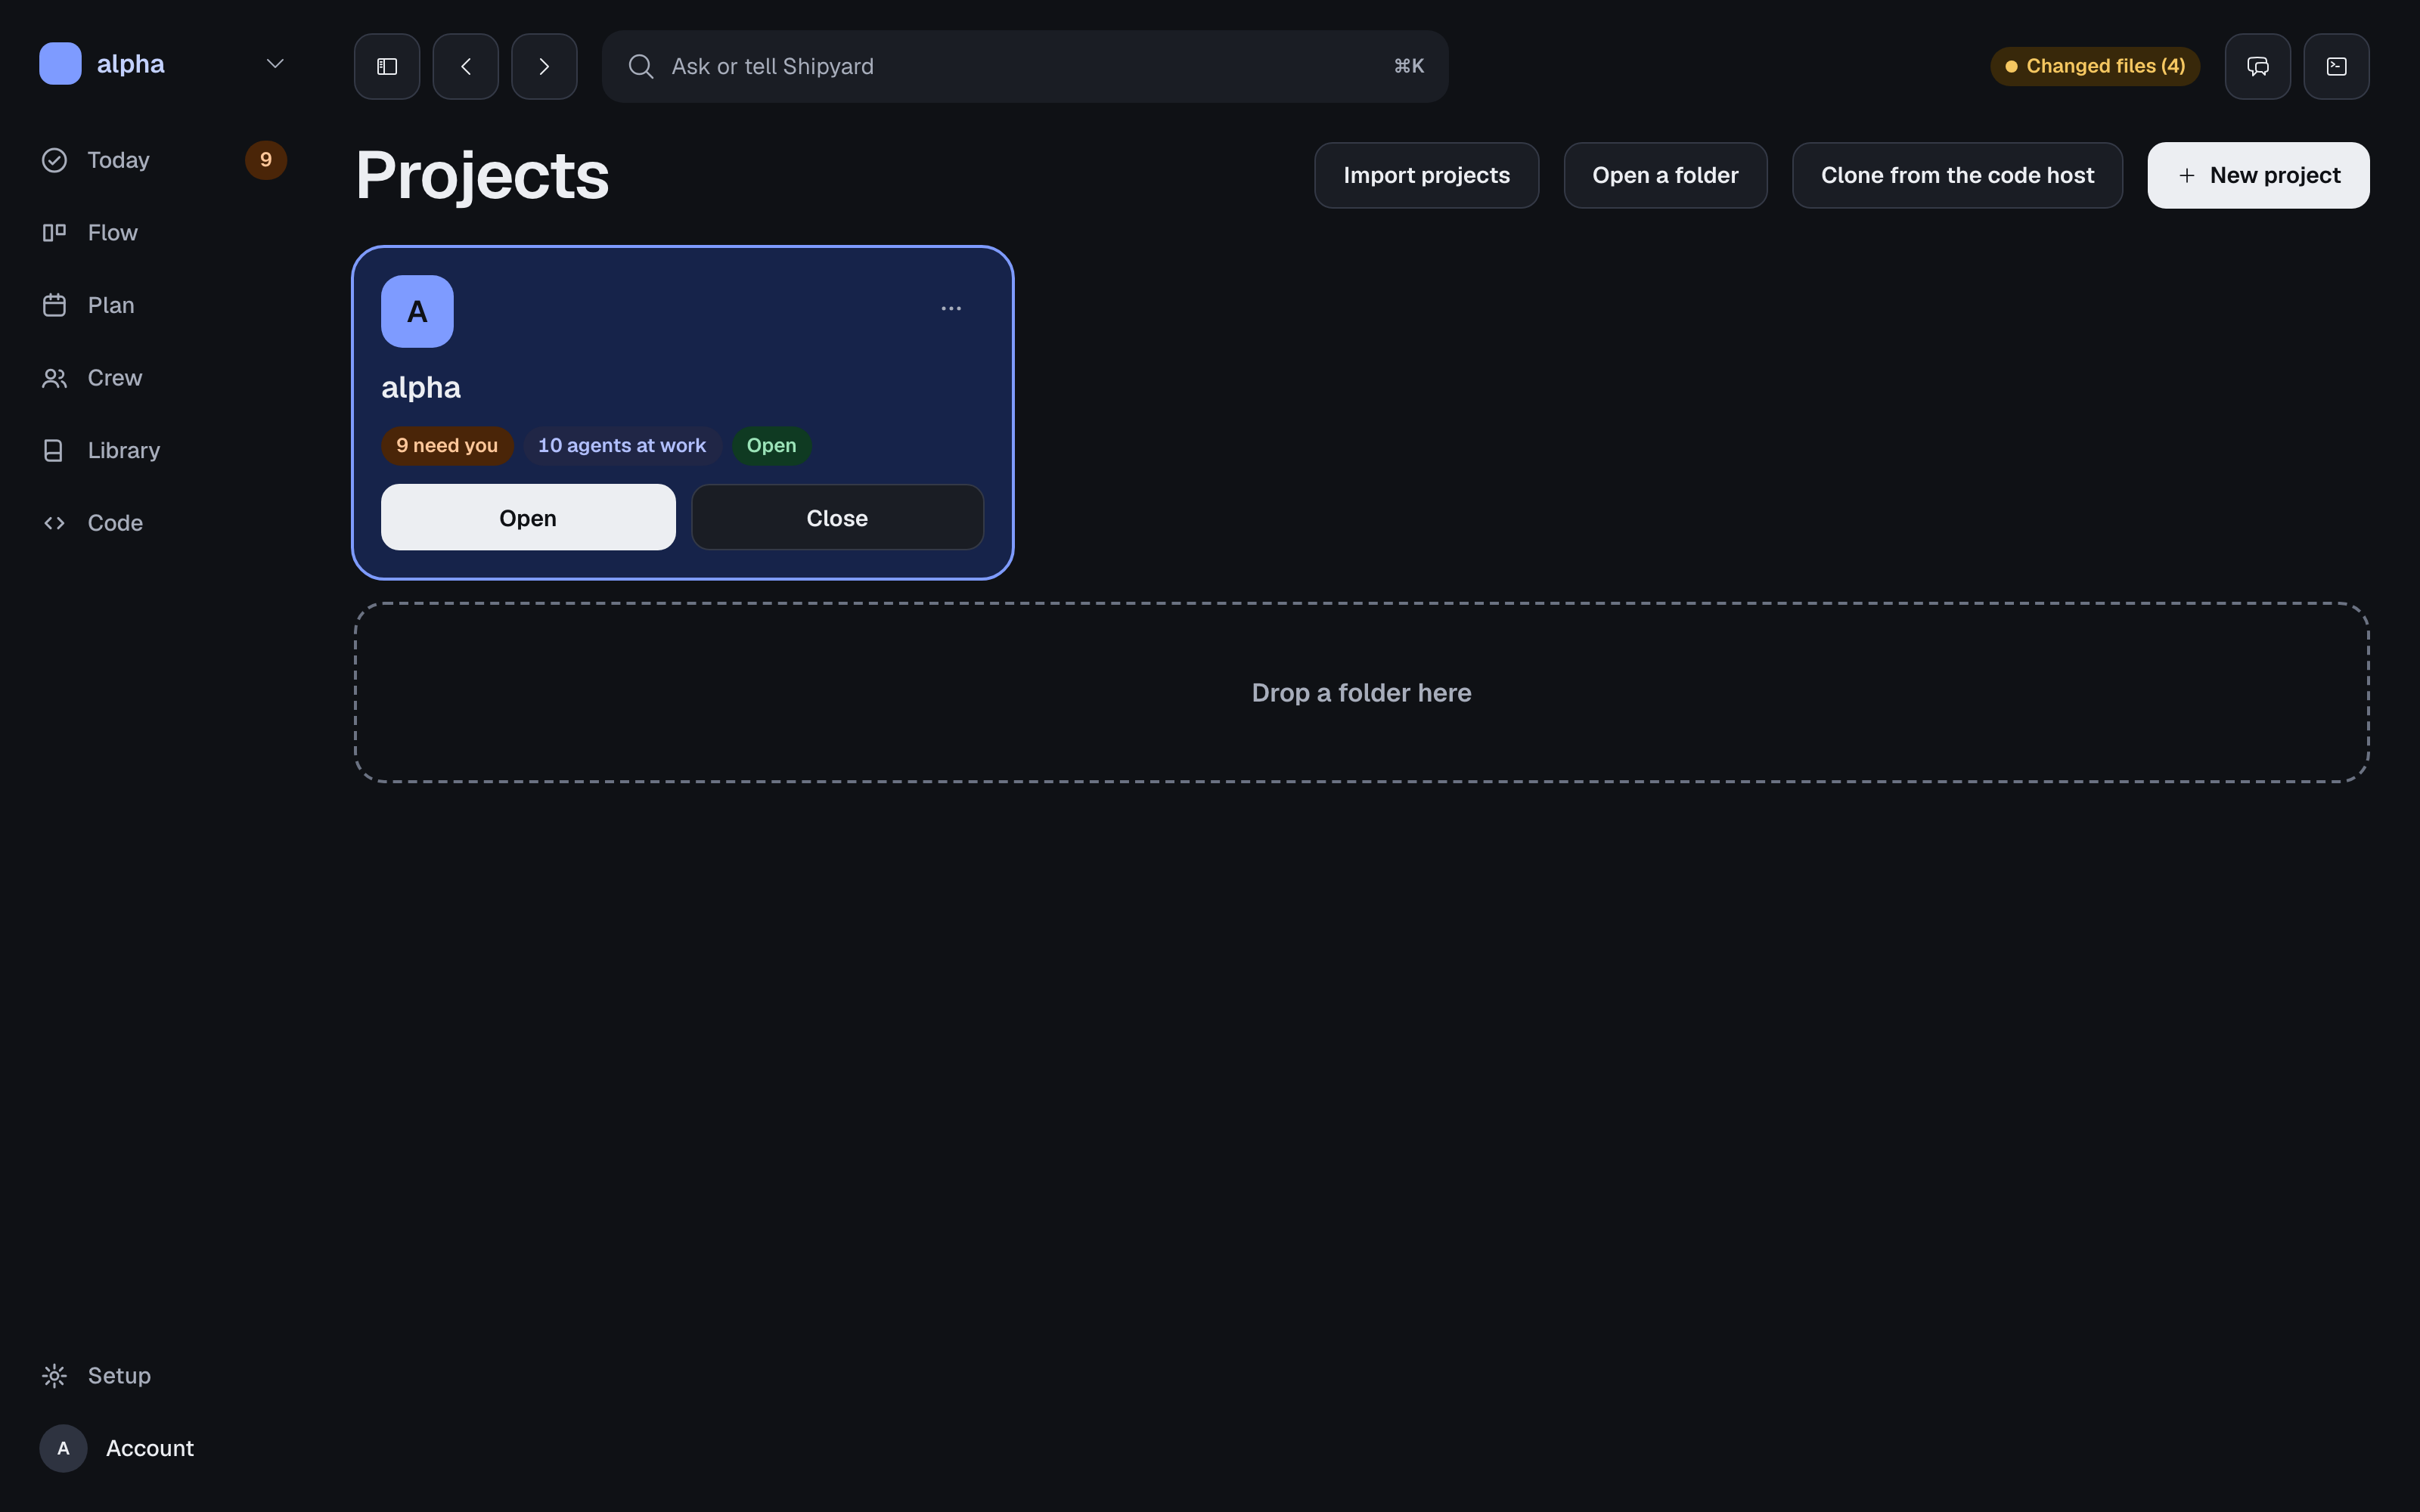 alpha
Ask or tell Shipyard
⌘K
Changed files (4)
Today
9
Flow
Plan
Crew
Library
Code
Projects
Import projects
Open a folder
Clone from the code host
New project
A
alpha
9 need you
10 agents at work
Open
Open
Close
Drop a folder here
Setup
A
Account